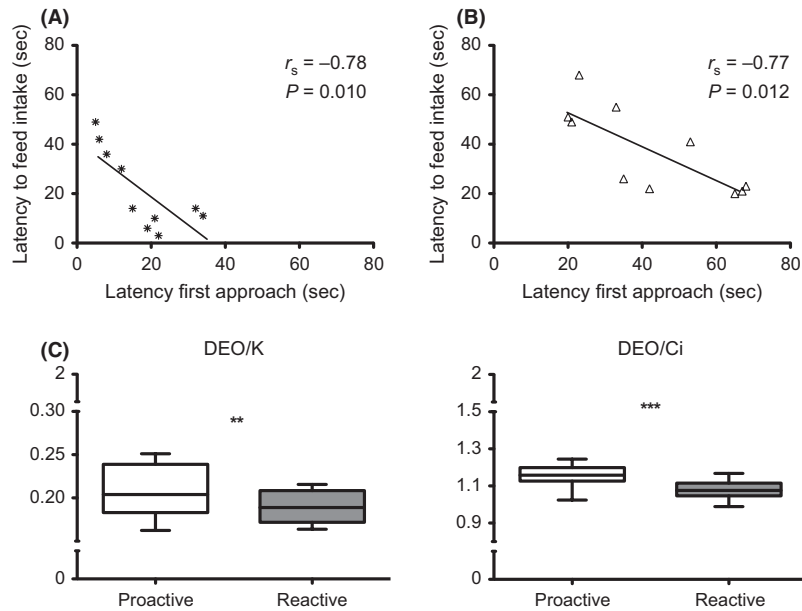 (A)
80
60
40
20
0
Latency to feed intake (sec)
rs = –0.78
P = 0.010
0 20 40 60 80
Latency first approach (sec)
(B)
80
60
40
20
0
Latency to feed intake (sec)
rs = –0.77
P = 0.012
0 20 40 60 80
Latency first approach (sec)
(C)
DEO/K
2
0.30
0.25
0.20
0
**
Proactive Reactive
DEO/Ci
2
1.5
1.3
1.1
0.9
0
***
Proactive Reactive